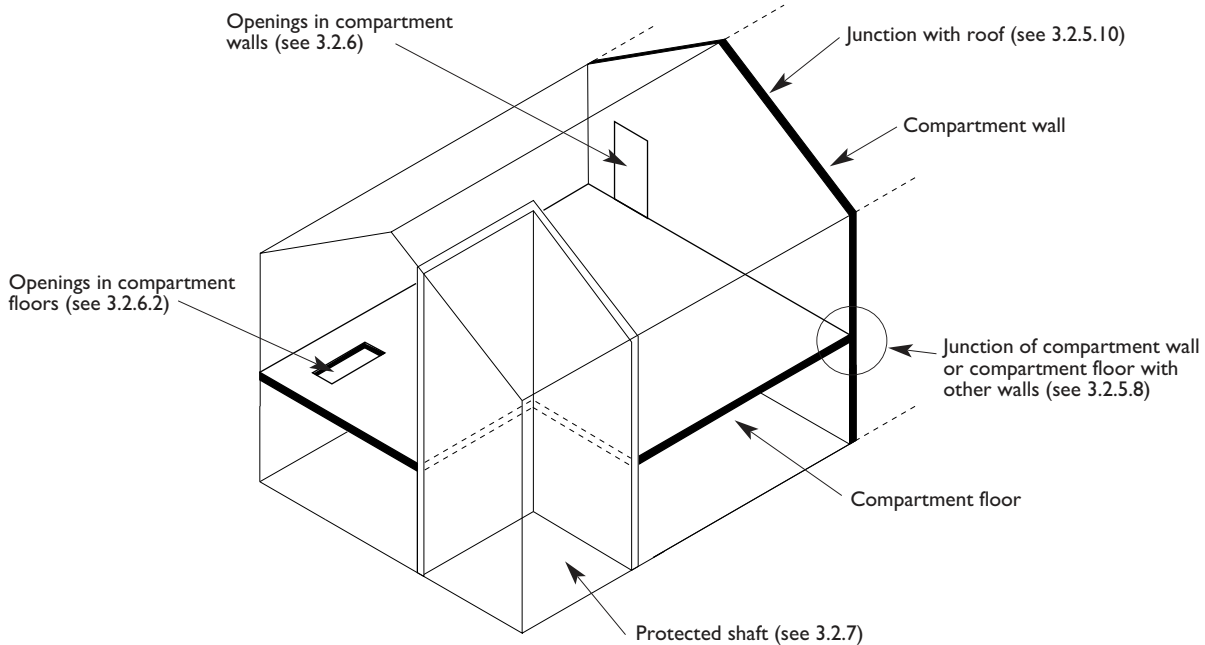 Openings in compartment
walls (see 3.2.6)
Junction with roof (see 3.2.5.10)
Compartment wall
Openings in compartment
floors (see 3.2.6.2)
Junction of compartment wall
or compartment floor with
other walls (see 3.2.5.8)
Compartment floor
Protected shaft (see 3.2.7)